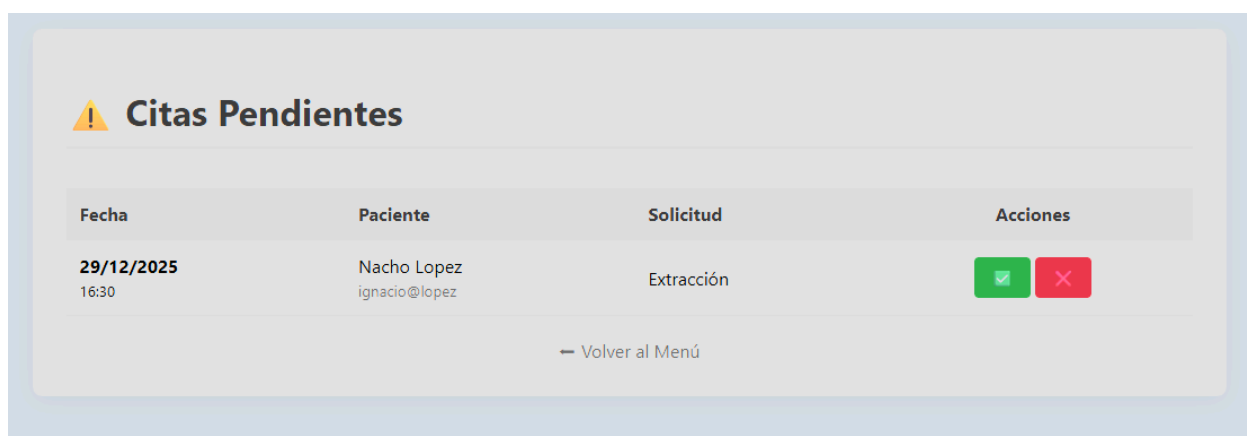 ⚠️ Citas Pendientes
Fecha Paciente Solicitud Acciones
29/12/2025 Nacho Lopez Extracción
16:30 ignacio@lopez
⬅ Volver al Menú